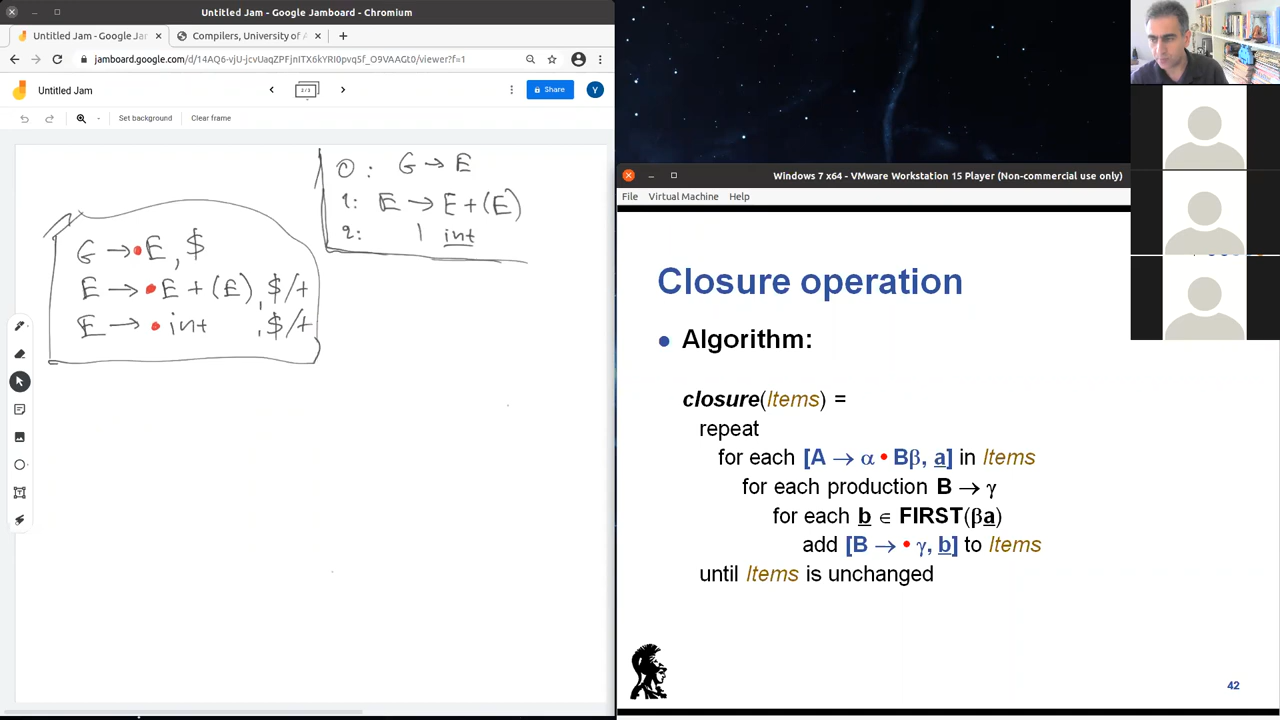 Untitled Jam - Google Jamboard - Chromium
Untitled Jam - Google Jar
Compilers, University of
jamboard.google.com/d/14AQ6-vjU-jcvUaqZPFjnITX6kYRI0pvq5f_O9VAAGt0/viewer?f=1
Untitled Jam
Share
Y
Set background
Clear frame
0: G → E
1: E → E + (E)
2: | int
G → • E, $
E → • E + (E), $/+
E → • int , $/+
Windows 7 x64 - VMware Workstation 15 Player (Non-commercial use only)
File Virtual Machine Help
Closure operation
• Algorithm:
closure(Items) =
repeat
for each [A → α • Bβ, a] in Items
for each production B → γ
for each b ∈ FIRST(βa)
add [B → • γ, b] to Items
until Items is unchanged
42